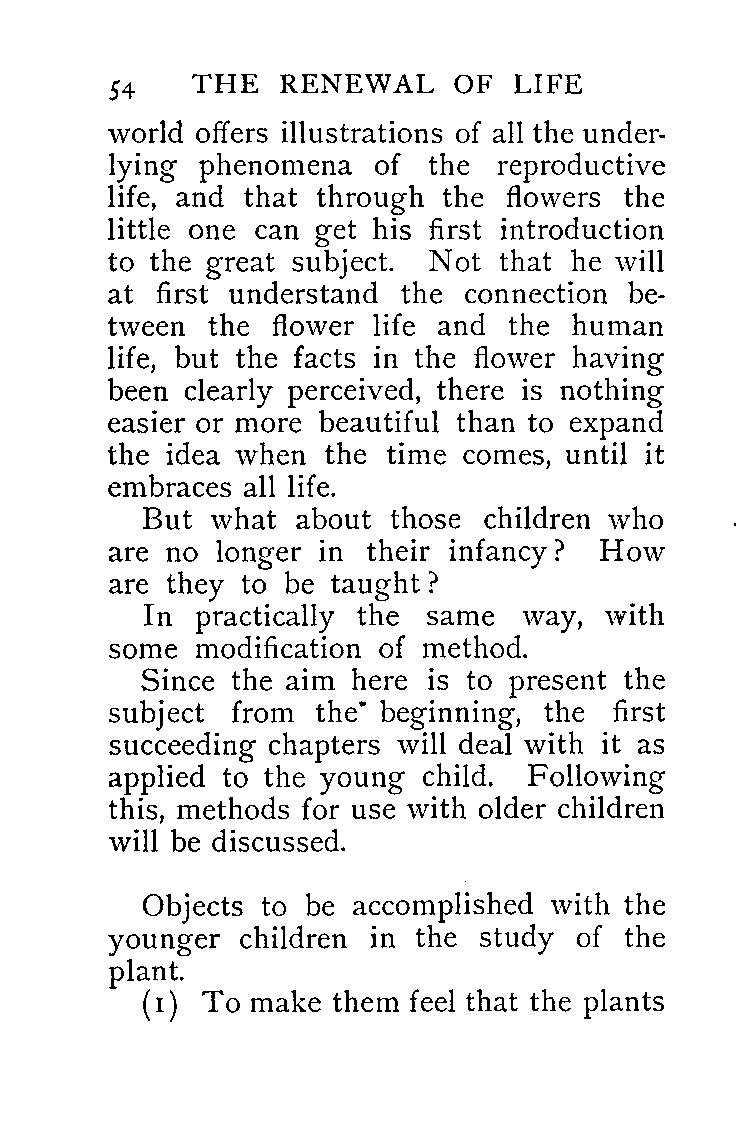 54 THE RENEWAL OF LIFE
world offers illustrations of all the under-
lying phenomena of the reproductive
life, and that through the flowers the
little one can get his first introduction
to the great subject. Not that he will
at first understand the connection be-
tween the flower life and the human
life, but the facts in the flower having
been clearly perceived, there is nothing
easier or more beautiful than to expand
the idea when the time comes, until it
embraces all life.
But what about those children who
are no longer in their infancy? How
are they to be taught?
In practically the same way, with
some modification of method.
Since the aim here is to present the
subject from the beginning, the first
succeeding chapters will deal with it as
applied to the young child. Following
this, methods for use with older children
will be discussed.
Objects to be accomplished with the
younger children in the study of the
plant.
(1) To make them feel that the plants